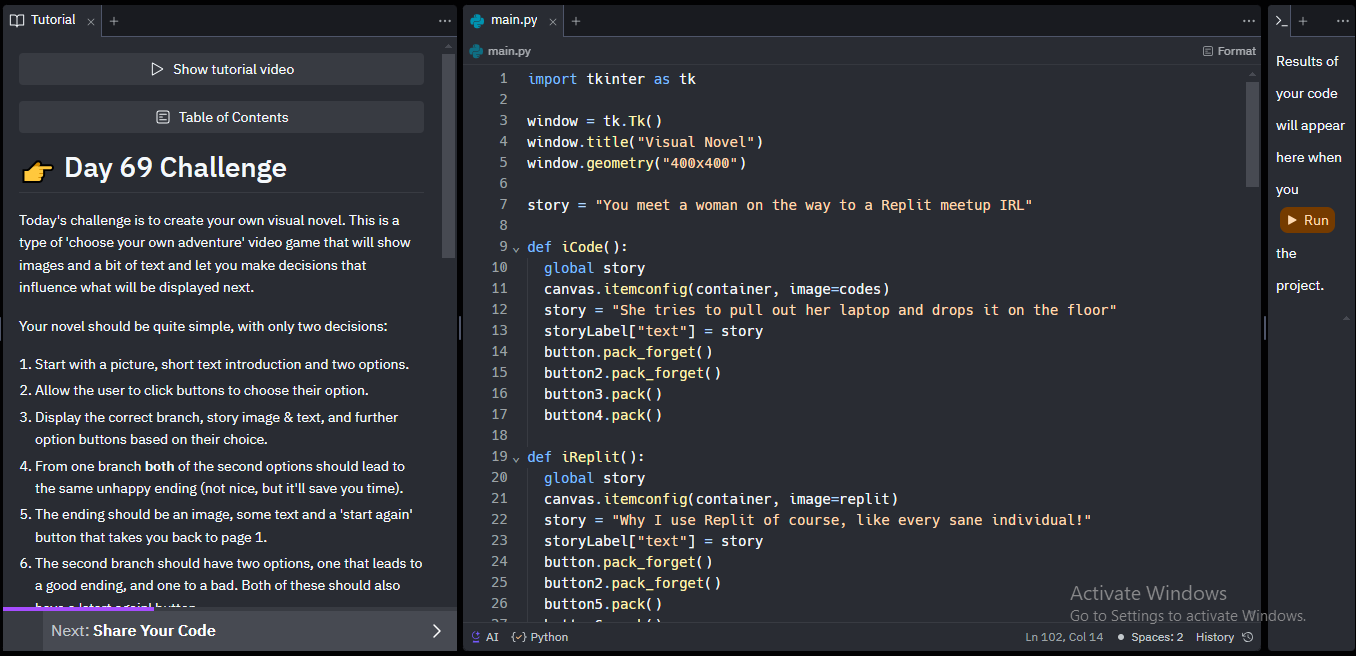 Tutorial
Show tutorial video
Table of Contents
👉 Day 69 Challenge
Today's challenge is to create your own visual novel. This is a
type of 'choose your own adventure' video game that will show
images and a bit of text and let you make decisions that
influence what will be displayed next.
Your novel should be quite simple, with only two decisions:
1. Start with a picture, short text introduction and two options.
2. Allow the user to click buttons to choose their option.
3. Display the correct branch, story image & text, and further
option buttons based on their choice.
4. From one branch both of the second options should lead to
the same unhappy ending (not nice, but it'll save you time).
5. The ending should be an image, some text and a 'start again'
button that takes you back to page 1.
6. The second branch should have two options, one that leads to
a good ending, and one to a bad. Both of these should also
have a 'start again' button
Next: Share Your Code
main.py
main.py
Format
1 import tkinter as tk
2
3 window = tk.Tk()
4 window.title("Visual Novel")
5 window.geometry("400x400")
6
7 story = "You meet a woman on the way to a Replit meetup IRL"
8
9 def iCode():
10 global story
11 canvas.itemconfig(container, image=codes)
12 story = "She tries to pull out her laptop and drops it on the floor"
13 storyLabel["text"] = story
14 button.pack_forget()
15 button2.pack_forget()
16 button3.pack()
17 button4.pack()
18
19 def iReplit():
20 global story
21 canvas.itemconfig(container, image=replit)
22 story = "Why I use Replit of course, like every sane individual!"
23 storyLabel["text"] = story
24 button.pack_forget()
25 button2.pack_forget()
26 button5.pack()
27
AI {✓} Python
Ln 102, Col 14 • Spaces: 2 History
Results of
your code
will appear
here when
you
Run
the
project.
Activate Windows
Go to Settings to activate Windows.